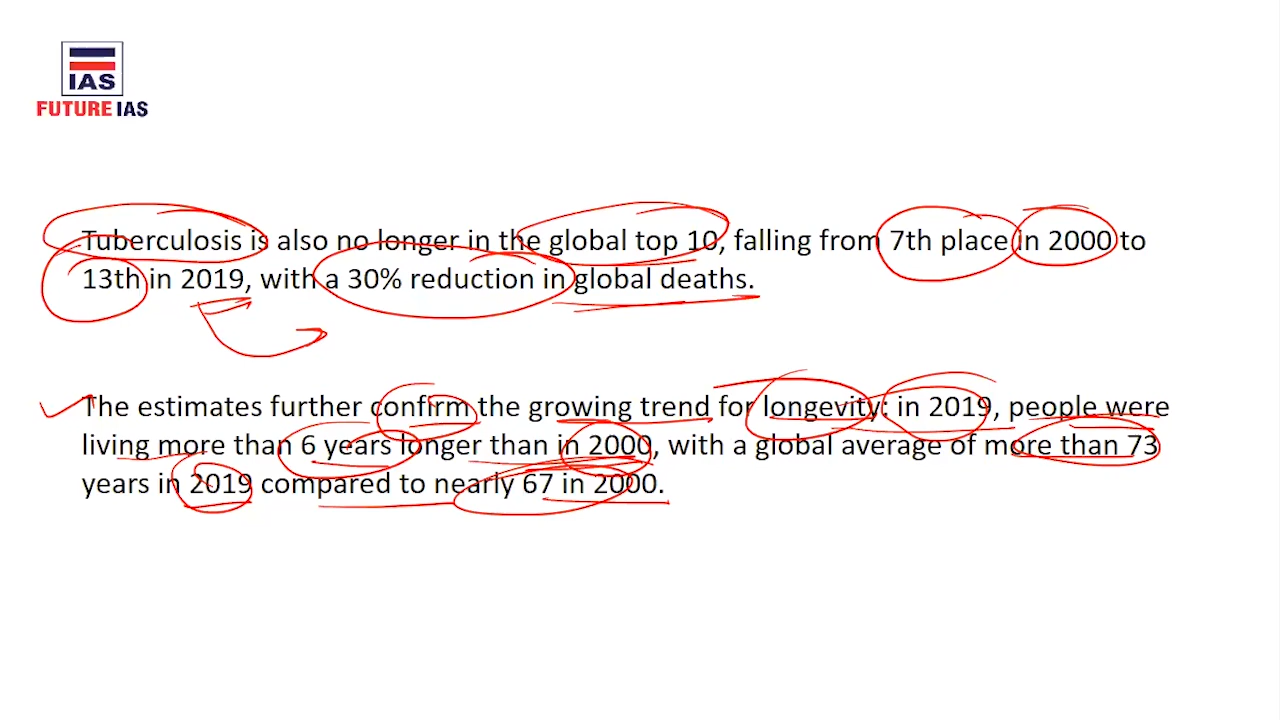 IAS
FUTURE IAS
Tuberculosis is also no longer in the global top 10, falling from 7th place in 2000 to
13th in 2019, with a 30% reduction in global deaths.
The estimates further confirm the growing trend for longevity: in 2019, people were
living more than 6 years longer than in 2000, with a global average of more than 73
years in 2019 compared to nearly 67 in 2000.